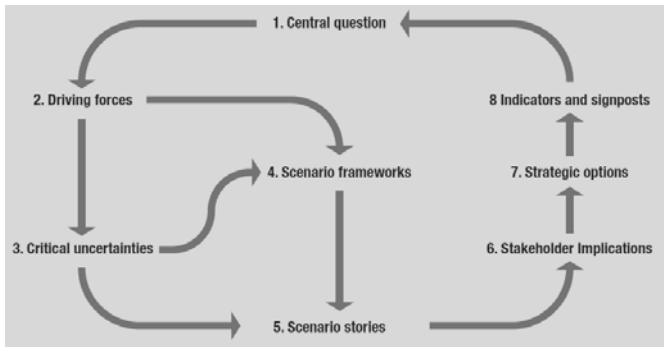 1. Central question
2. Driving forces
8 Indicators and signposts
4. Scenario frameworks
7. Strategic options
3. Critical uncertainties
6. Stakeholder Implications
5. Scenario stories